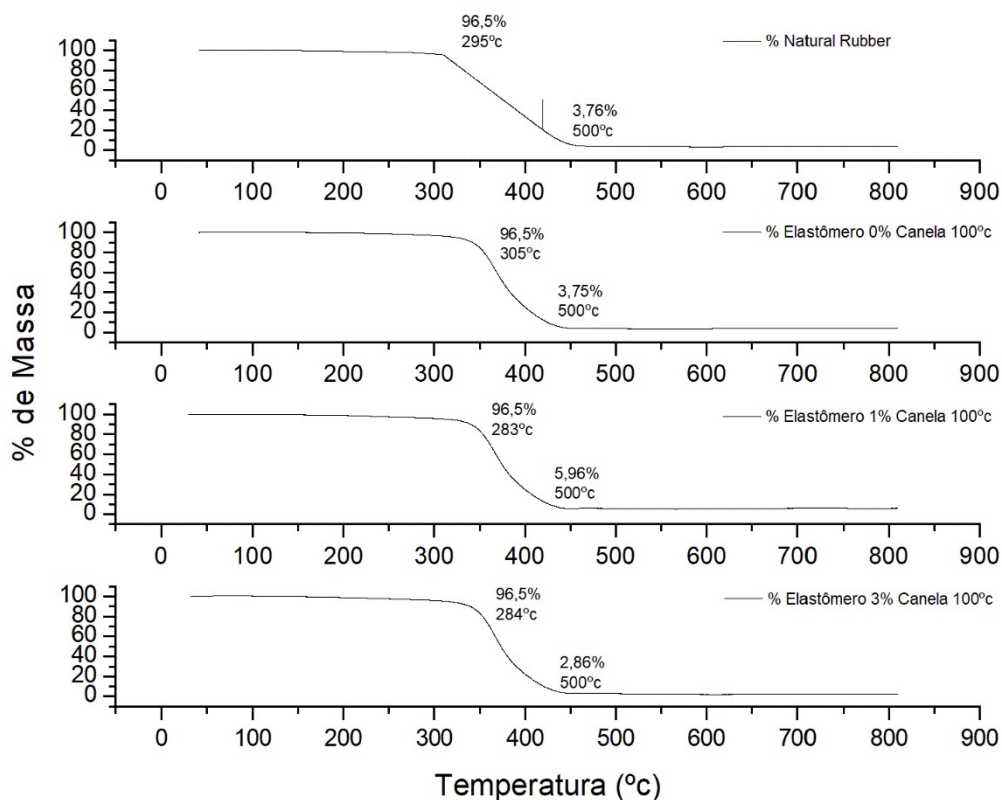 % de Massa
96,5%
295ºc
% Natural Rubber
3,76%
500ºc
100
80
60
40
20
0
0 100 200 300 400 500 600 700 800 900
96,5%
305ºc
% Elastômero 0% Canela 100ºc
3,75%
500ºc
100
80
60
40
20
0
0 100 200 300 400 500 600 700 800 900
96,5%
283ºc
% Elastômero 1% Canela 100ºc
5,96%
500ºc
100
80
60
40
20
0
0 100 200 300 400 500 600 700 800 900
96,5%
284ºc
% Elastômero 3% Canela 100ºc
2,86%
500ºc
100
80
60
40
20
0
0 100 200 300 400 500 600 700 800 900
Temperatura (ºc)